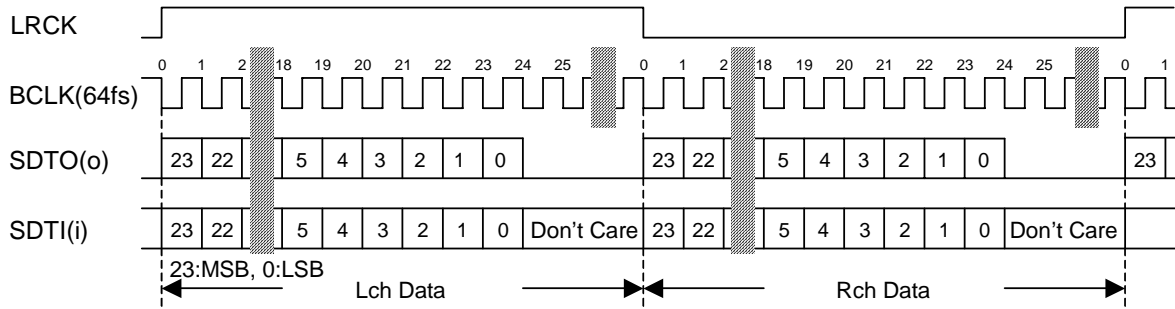 LRCK
0 1 2 18 19 20 21 22 23 24 25 0 1 2 18 19 20 21 22 23 24 25 0 1
BCLK(64fs)
SDTO(o) 23 22 5 4 3 2 1 0 23 22 5 4 3 2 1 0 23
SDTI(i) 23 22 5 4 3 2 1 0 Don't Care 23 22 5 4 3 2 1 0 Don't Care
23:MSB, 0:LSB
Lch Data Rch Data